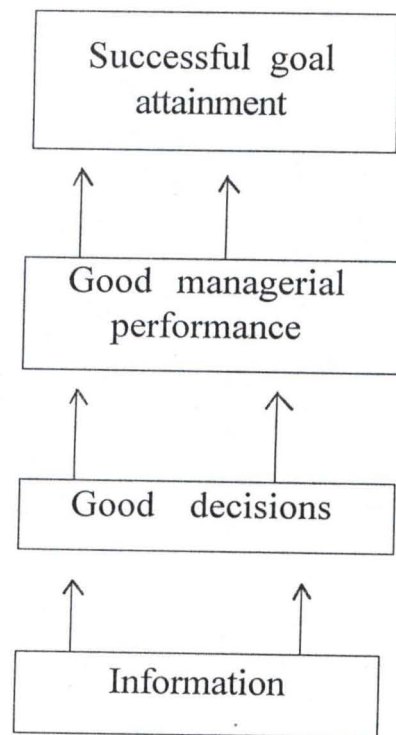 Successful goal
attainment
Good managerial
performance
Good decisions
Information